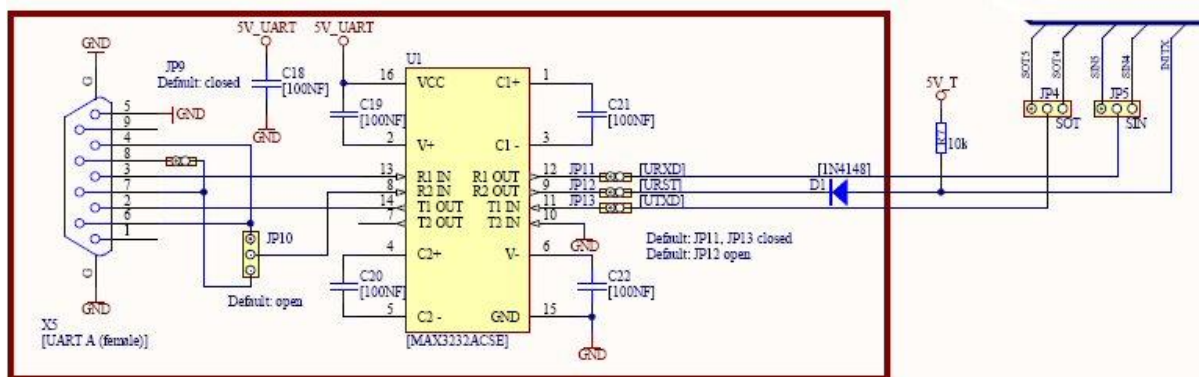 5V_UART 5V_UART
GND
JP9
Default: closed
C18
[100NF]
GND
U1
16 VCC C1+ 1
C19
[100NF]
C21
[100NF]
2 V+ C1 - 3
G
5
GND
9
4
8
3
7
2
6
1
13 R1 IN R1 OUT 12 JP11 [URXD]
8 R2 IN R2 OUT 9 JP12 [URST]
14 T1 OUT T1 IN 11 JP13 [UTXD]
7 T2 OUT T2 IN 10
GND
JP10
Default: JP11, JP13 closed
Default: JP12 open
4 C2+ V- 6
C20
[100NF]
C22
[100NF]
Default: open
5 C2 - GND 15
G
GND
GND
X5
[UART A (female)]
[MAX3232ACSE]
[1N4148]
D1
5V_T
R7
10k
SOT5
SOT4
SIN5
SIN4
INITX
JP4
SOT
JP5
SIN